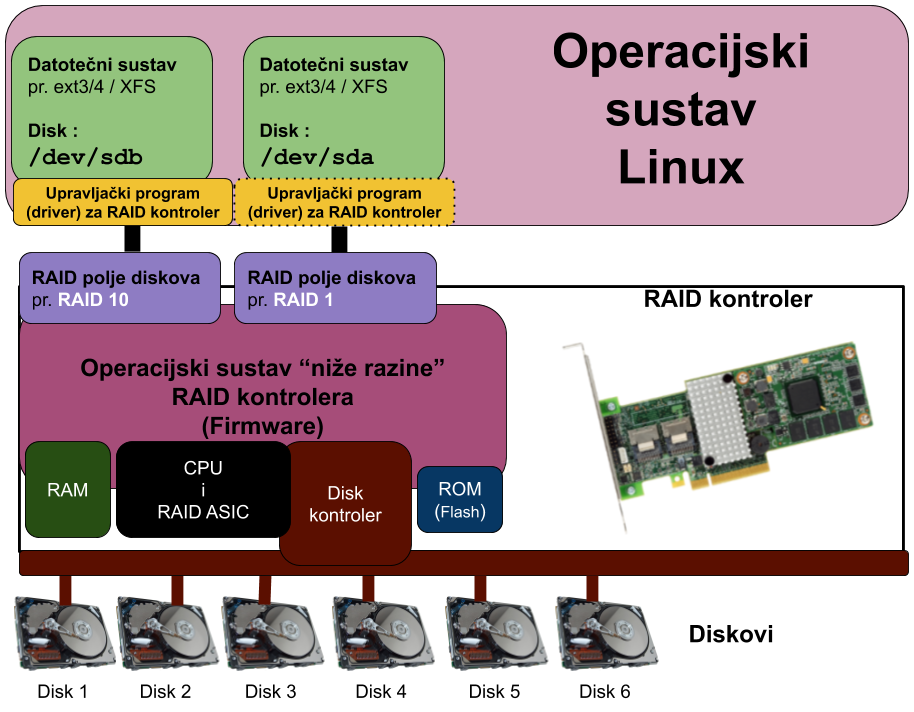 Operacijski
sustav
Linux
Datotečni sustav
pr. ext3/4 / XFS
Disk :
/dev/sdb
Datotečni sustav
pr. ext3/4 / XFS
Disk :
/dev/sda
Upravljački program
(driver) za RAID kontroler
Upravljački program
(driver) za RAID kontroler
RAID polje diskova
pr. RAID 10
RAID polje diskova
pr. RAID 1
RAID kontroler
Operacijski sustav “niže razine”
RAID kontrolera
(Firmware)
RAM
CPU
i
RAID ASIC
Disk
kontroler
ROM
(Flash)
Diskovi
Disk 1
Disk 2
Disk 3
Disk 4
Disk 5
Disk 6